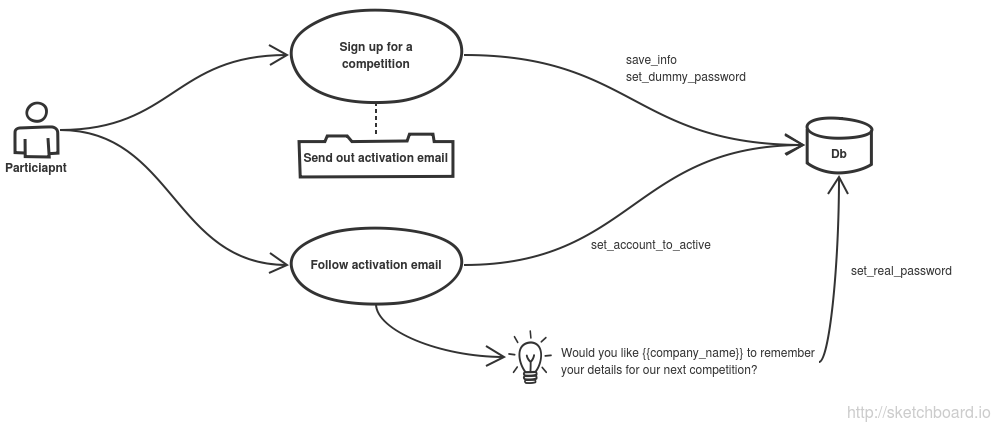 Sign up for a
competition
save_info
set_dummy_password
Send out activation email
Db
Particiapnt
set_account_to_active
Follow activation email
set_real_password
Would you like {{company_name}} to remember
your details for our next competition?
http://sketchboard.io